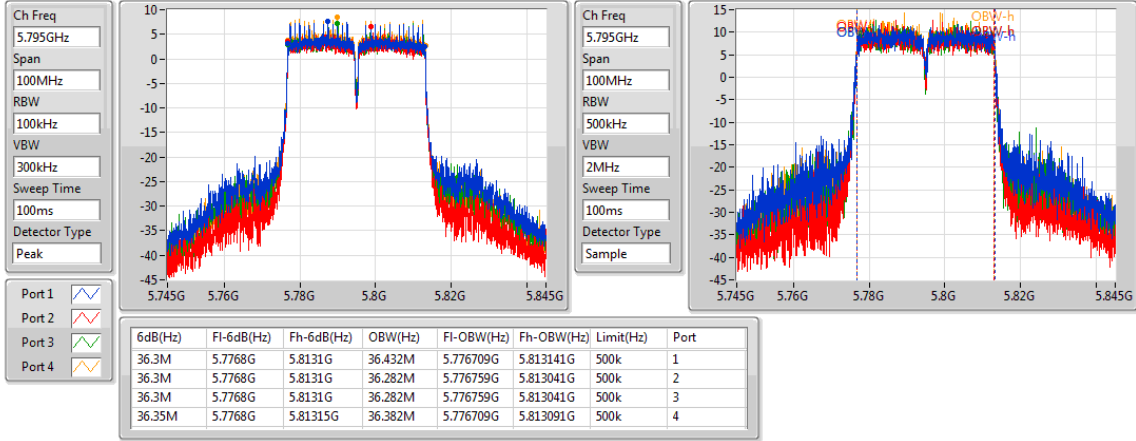 Ch Freq
5.795GHz
Span
100MHz
RBW
100kHz
VBW
300kHz
Sweep Time
100ms
Detector Type
Peak
10
5
0
-5
-10
-15
-20
-25
-30
-35
-40
-45
5.745G 5.76G 5.78G 5.8G 5.82G 5.845G
Ch Freq
5.795GHz
Span
100MHz
RBW
500kHz
VBW
2MHz
Sweep Time
100ms
Detector Type
Sample
15
10
5
0
-5
-10
-15
-20
-25
-30
-35
-40
-45
OBW-h
5.745G 5.76G 5.78G 5.8G 5.82G 5.845G
Port 1
Port 2
Port 3
Port 4
6dB(Hz) Fl-6dB(Hz) Fh-6dB(Hz) OBW(Hz) Fl-OBW(Hz) Fh-OBW(Hz) Limit(Hz) Port
36.3M 5.7768G 5.8131G 36.432M 5.776709G 5.813141G 500k 1
36.3M 5.7768G 5.8131G 36.282M 5.776759G 5.813041G 500k 2
36.3M 5.7768G 5.8131G 36.282M 5.776759G 5.813041G 500k 3
36.35M 5.7768G 5.81315G 36.382M 5.776709G 5.813091G 500k 4